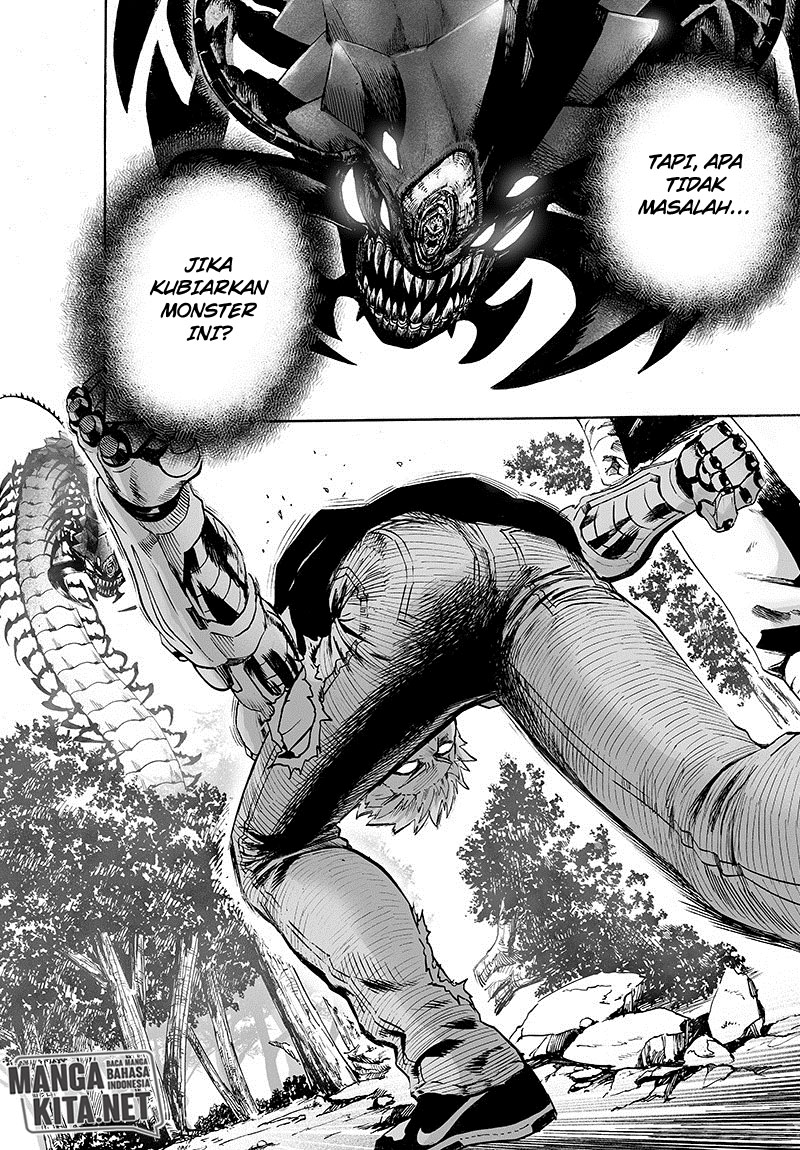 TAPI, APA
TIDAK
MASALAH...
JIKA
KUBIARKAN
MONSTER
INI?
MANGA
BACA MANGA
BAHASA
INDONESIA
KITA.NET